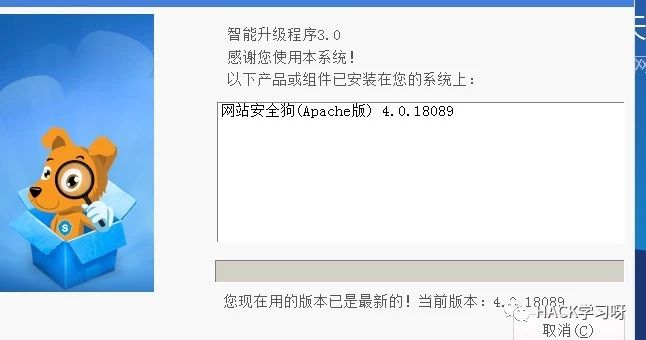 智能升级程序3.0
感谢您使用本系统!
以下产品或组件已安装在您的系统上:
网站安全狗(Apache版) 4.0.18089
S
您现在用的版本已是最新的!当前版本: 4.0.18089
HACK学习呀
取消(C)